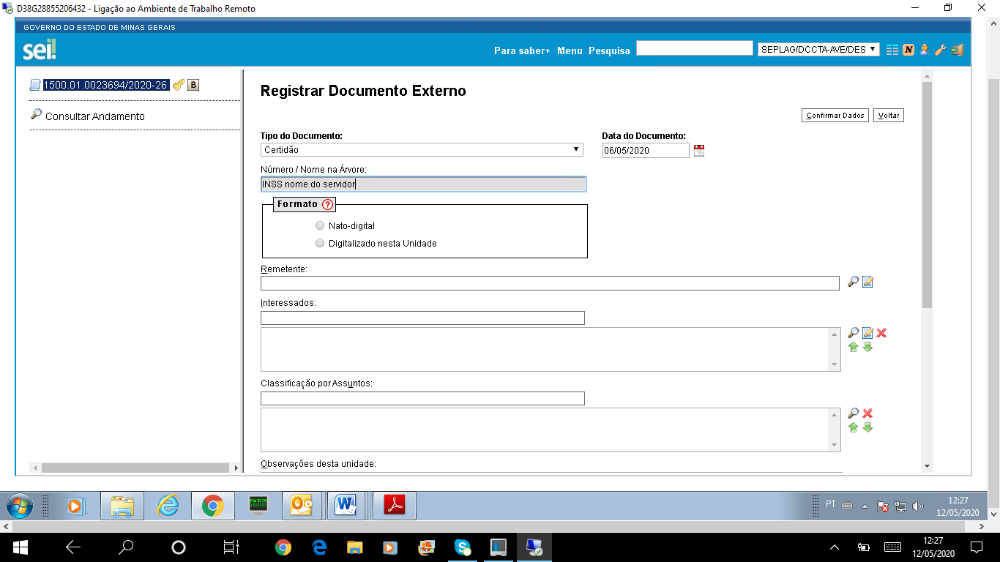 D38G28855206432 - Ligação ao Ambiente de Trabalho Remoto
GOVERNO DO ESTADO DE MINAS GERAIS
sei!
Para saber+ Menu Pesquisa
SEPLAG/DCCTA-AVE/DES
N
1500.01.0023694/2020-26
B
Consultar Andamento
Registrar Documento Externo
Confirmar Dados
Voltar
Tipo do Documento:
Data do Documento:
Certidão
06/05/2020
Número / Nome na Árvore:
INSS nome do servidor
Formato ?
Nato-digital
Digitalizado nesta Unidade
Remetente:
Interessados:
Classificação por Assuntos:
Observações desta unidade:
PT
12:27
12/05/2020
12:27
12/05/2020